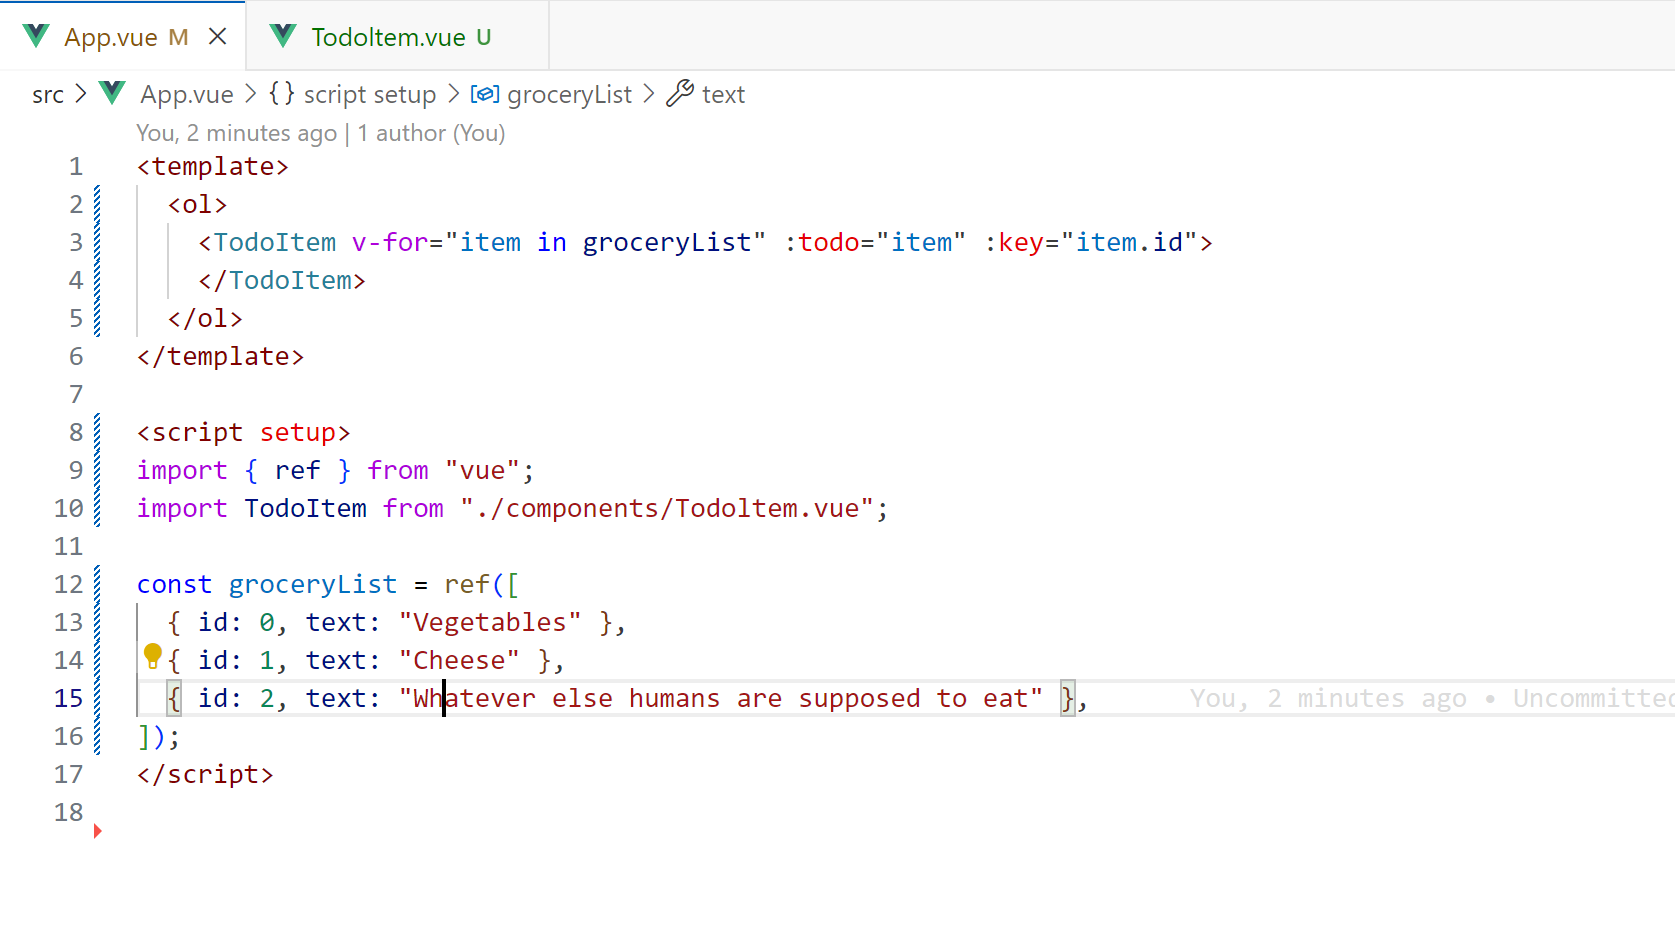 App.vue M TodoItem.vue U
src > App.vue > {} script setup > groceryList > text
You, 2 minutes ago | 1 author (You)
1 <template>
2 <ol>
3 <TodoItem v-for="item in groceryList" :todo="item" :key="item.id">
4 </TodoItem>
5 </ol>
6 </template>
7
8 <script setup>
9 import { ref } from "vue";
10 import TodoItem from "./components/TodolItem.vue";
11
12 const groceryList = ref([
13 { id: 0, text: "Vegetables" },
14 { id: 1, text: "Cheese" },
15 { id: 2, text: "Whatever else humans are supposed to eat" }, You, 2 minutes ago • Uncommitted
16 ]);
17 </script>
18